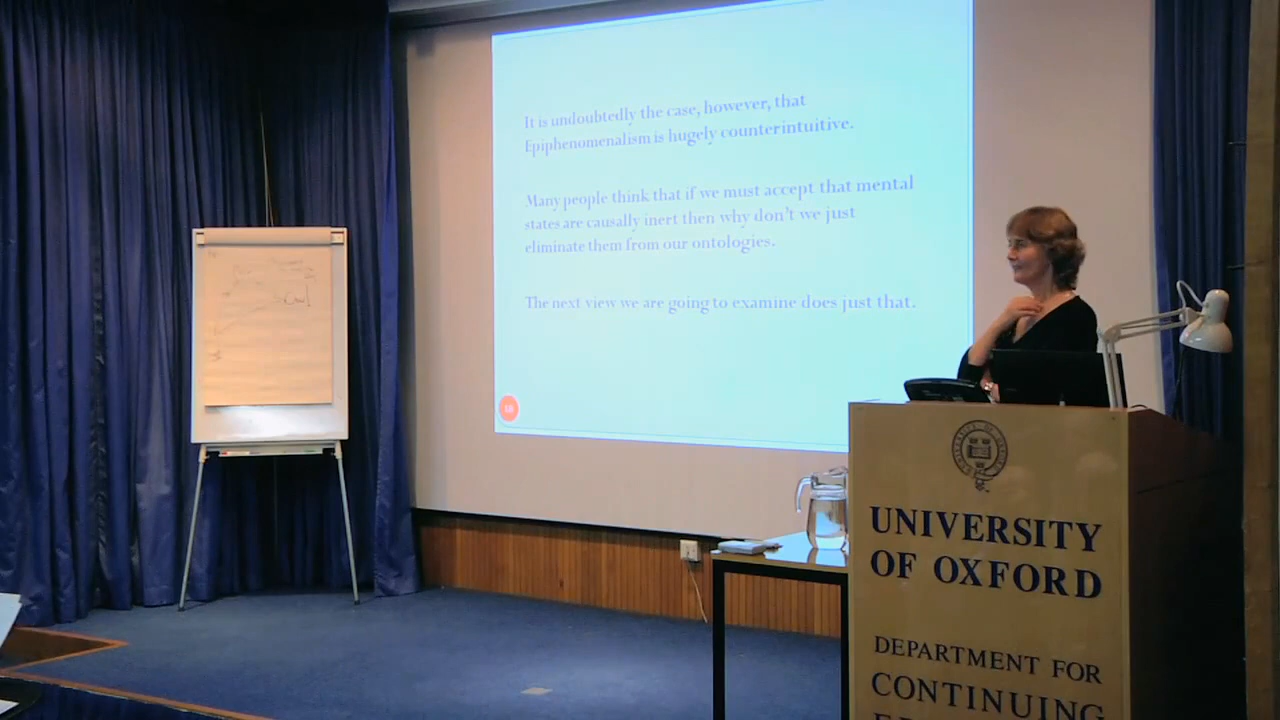 It is undoubtedly the case, however, that
Epiphenomenalism is hugely counterintuitive.
Many people think that if we must accept that mental
states are causally inert then why don't we just
eliminate them from our ontologies.
The next view we are going to examine does just that.
UNIVERSITY
OF OXFORD
DEPARTMENT FOR
CONTINUING